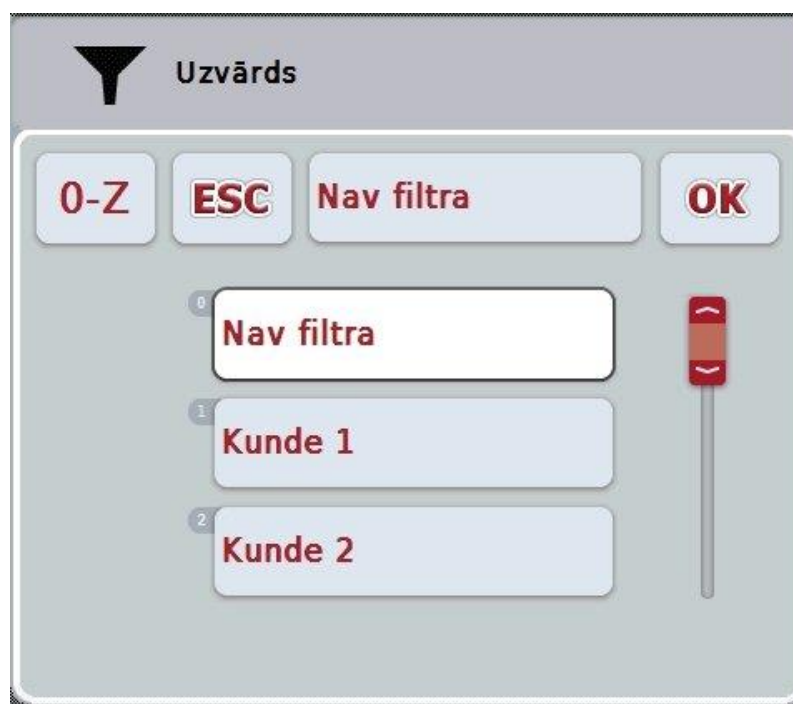 Uzvārds
0-Z ESC Nav filtra OK
0
Nav filtra
1
Kunde 1
2
Kunde 2